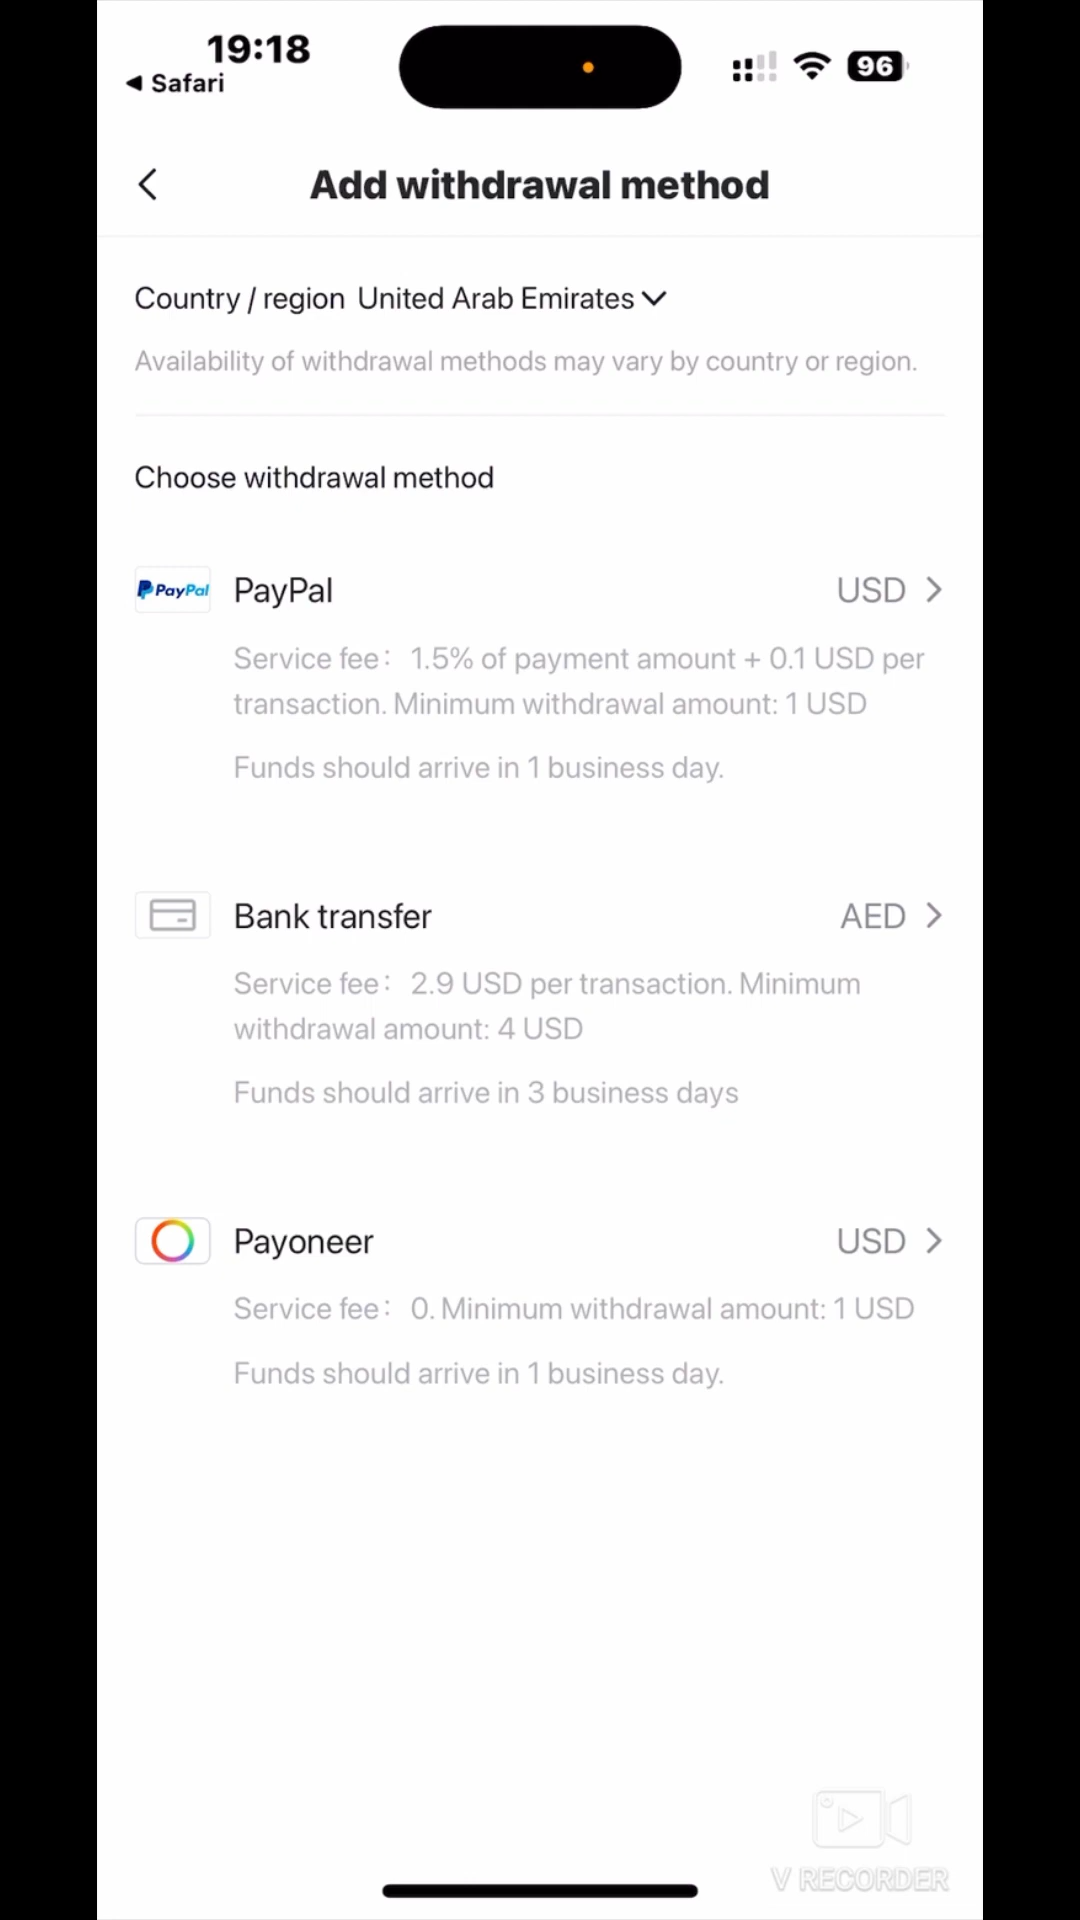 19:18
Safari
96
Add withdrawal method
Country / region United Arab Emirates
Availability of withdrawal methods may vary by country or region.
Choose withdrawal method
PayPal PayPal USD
Service fee: 1.5% of payment amount + 0.1 USD per
transaction. Minimum withdrawal amount: 1 USD
Funds should arrive in 1 business day.
Bank transfer AED
Service fee: 2.9 USD per transaction. Minimum
withdrawal amount: 4 USD
Funds should arrive in 3 business days
Payoneer USD
Service fee: 0. Minimum withdrawal amount: 1 USD
Funds should arrive in 1 business day.
V RECORDER